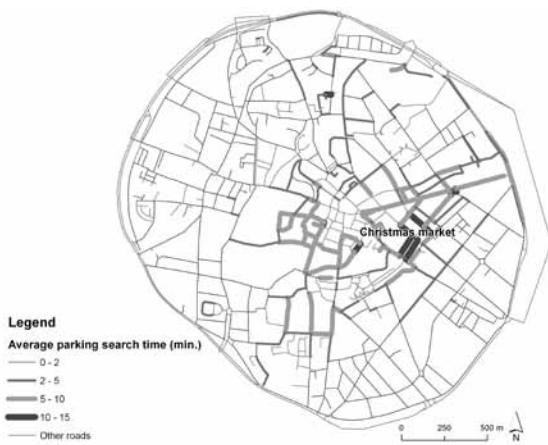 Christmas market
Legend
Average parking search time (min.)
0 - 2
2 - 5
5 - 10
10 - 15
Other roads
0 250 500 m
N